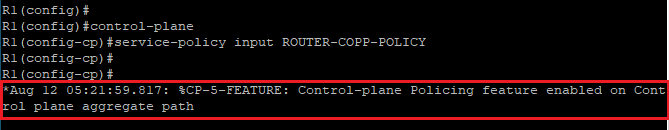 R1(config)#
R1(config)#control-plane
R1(config-cp)#service-policy input ROUTER-COPP-POLICY
R1(config-cp)#
R1(config-cp)#
*Aug 12 05:21:59.817: %CP-5-FEATURE: Control-plane Policing feature enabled on Cont
rol plane aggregate path